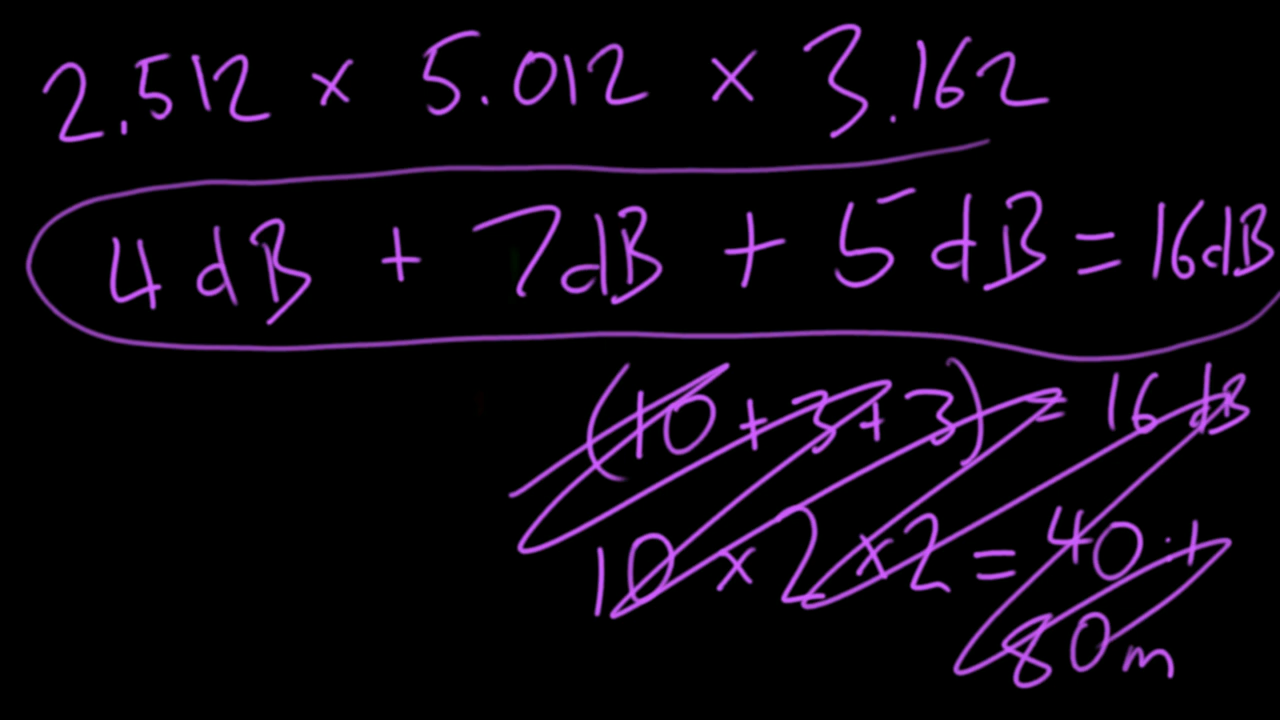 2.512 x 5.012 x 3.162
4 dB + 7dB + 5 dB = 16dB
(10 + 3 + 3) = 16 dB
10 x 2 x 2 = 40
80m